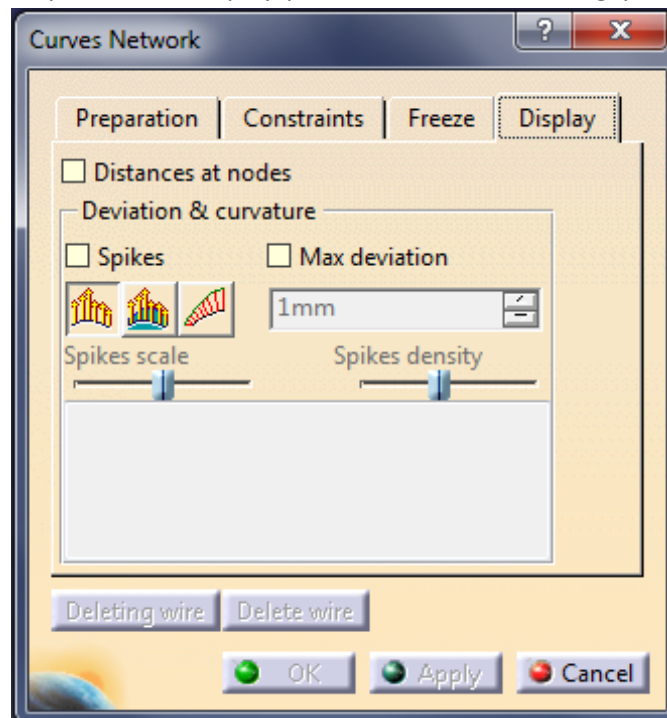 Curves Network ? X
Preparation Constraints Freeze Display
Distances at nodes
Deviation & curvature
Spikes Max deviation
1mm
Spikes scale Spikes density
Deleting wire Delete wire
OK Apply Cancel